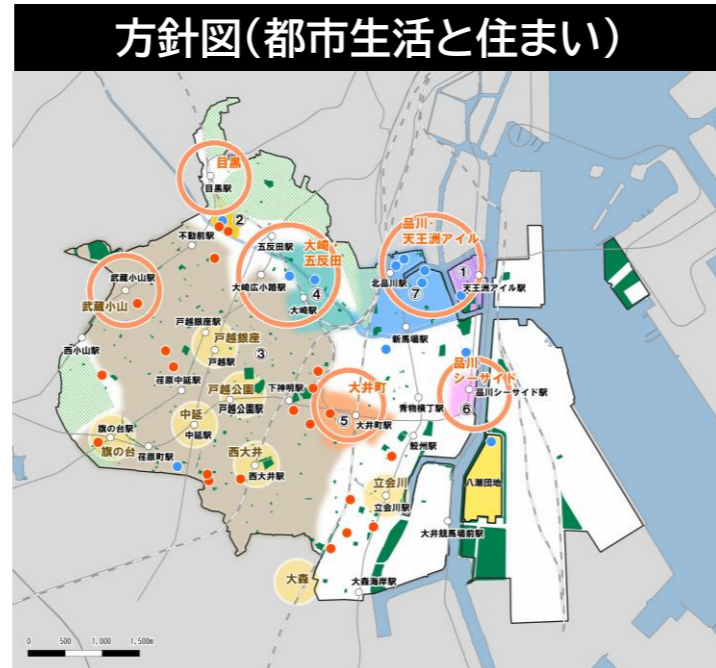 方針図(都市生活と住まい)
目黒
目黒駅
②
不動前駅
五反田駅
大崎・
五反田
品川・
天王洲アイル
①
北品川駅
天王洲アイル駅
武蔵小山駅
武蔵小山
大崎広小路駅
④
大崎駅
⑦
戸越銀座駅
戸越銀座
新馬場駅
西小山駅
戸越駅
③
荏原中延駅
下神明駅
品川
シーサイド
戸越公園
大井町
品川シーサイド駅
戸越公園駅
青物横丁駅
⑥
中延
⑤
大井町駅
旗の台駅
中延駅
鮫洲駅
旗の台
荏原町駅
西大井
西大井駅
八潮団地
立会川
立会川駅
大井競馬場前駅
大森
大森海岸駅
0 500 1,000 1,500m